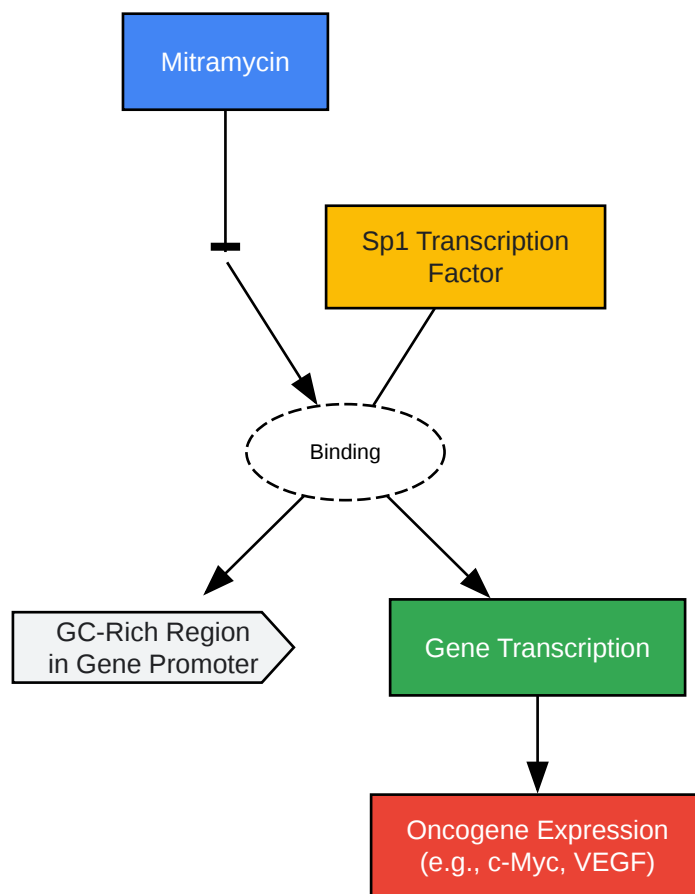 Mitramycin
Sp1 Transcription
Factor
Binding
GC-Rich Region
in Gene Promoter
Gene Transcription
Oncogene Expression
(e.g., c-Myc, VEGF)